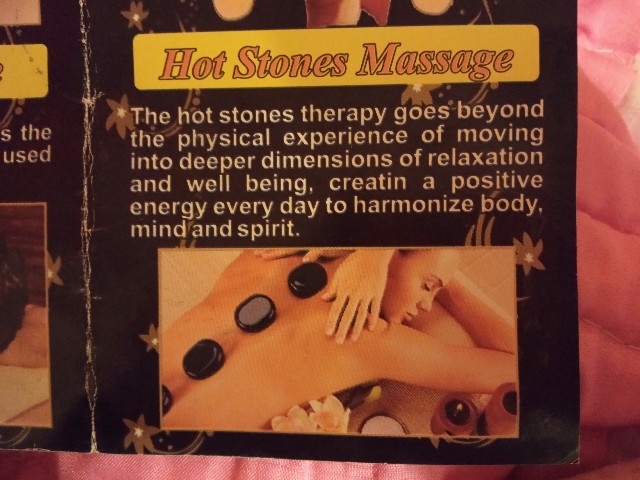 Hot Stones Massage
The hot stones therapy goes beyond
the physical experience of moving
into deeper dimensions of relaxation
and well being, creatin a positive
energy every day to harmonize body,
mind and spirit.
s the
used